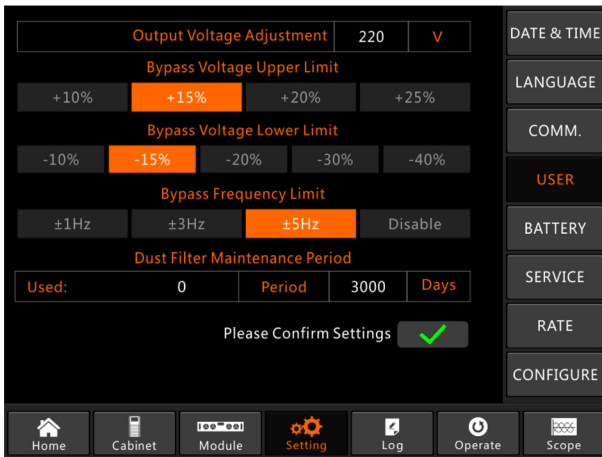 Output Voltage Adjustment 220 V
Bypass Voltage Upper Limit
+10% +15% +20% +25%
Bypass Voltage Lower Limit
-10% -15% -20% -30% -40%
Bypass Frequency Limit
±1Hz ±3Hz ±5Hz Disable
Dust Filter Maintenance Period
Used: 0 Period 3000 Days
Please Confirm Settings
DATE & TIME
LANGUAGE
COMM.
USER
BATTERY
SERVICE
RATE
CONFIGURE
Home Cabinet Module Setting Log Operate Scope